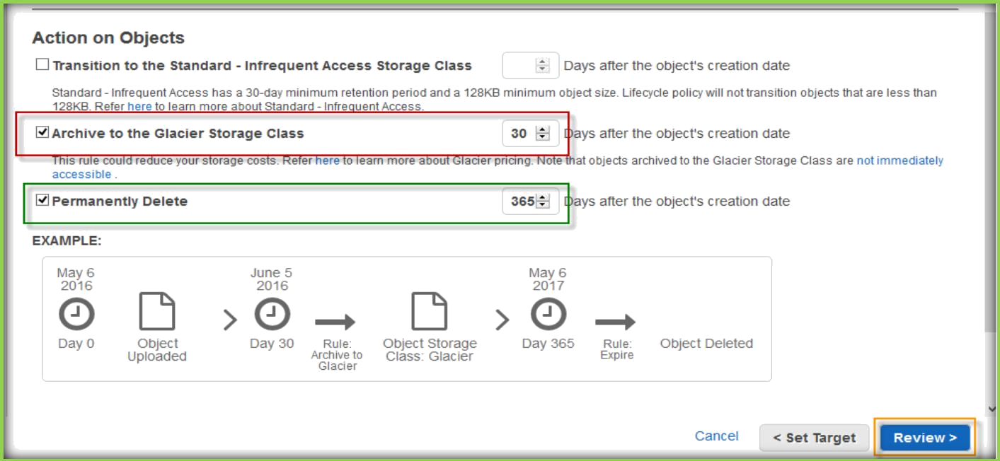 Action on Objects
Transition to the Standard - Infrequent Access Storage Class Days after the object's creation date
Standard - Infrequent Access has a 30-day minimum retention period and a 128KB minimum object size. Lifecycle policy will not transition objects that are less than
128KB. Refer here to learn more about Standard - Infrequent Access.
Archive to the Glacier Storage Class 30 Days after the object's creation date
This rule could reduce your storage costs. Refer here to learn more about Glacier pricing. Note that objects archived to the Glacier Storage Class are not immediately
accessible .
Permanently Delete 365 Days after the object's creation date
EXAMPLE:
May 6 June 5 May 6
2016 2016 2017
Day 0 Object Day 30 Rule: Object Storage Day 365 Rule: Object Deleted
Uploaded Archive to Class: Glacier Expire
Glacier
Cancel < Set Target Review >